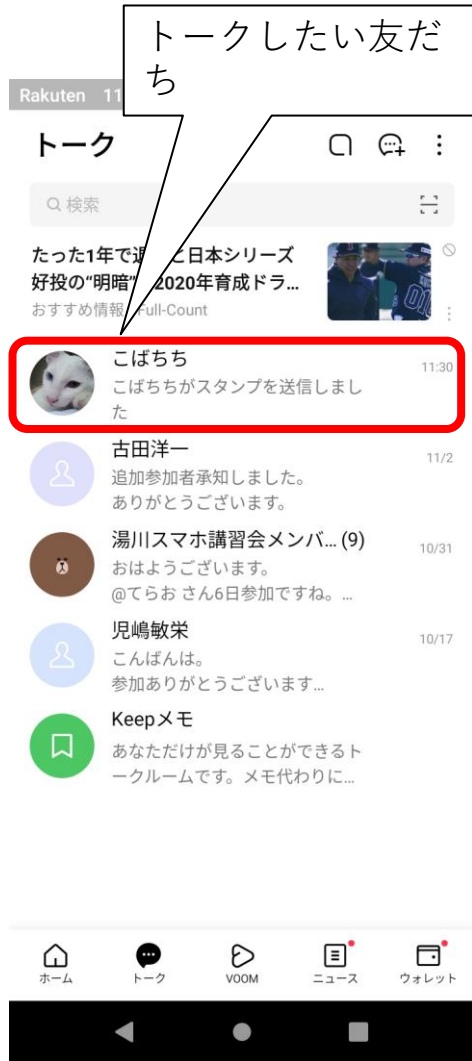 トークしたい友だ
ち
Rakuten 11
トーク
検索
たった1年で退
と日本シリーズ
好投の“明暗”
2020年育成ドラ…
おすすめ情報
Full-Count
こばちち
11:30
こばちちがスタンプを送信しまし
た
古田洋一
11/2
追加参加者承知しました。
ありがとうございます。
湯川スマホ講習会メンバ… (9)
10/31
おはようございます。
@てらお さん6日参加ですね。…
児嶋敏栄
10/17
こんばんは。
参加ありがとうございます…
Keepメモ
あなただけが見ることができるト
ークルームです。メモ代わりに…
ホーム
トーク
VOOM
ニュース
ウォレット